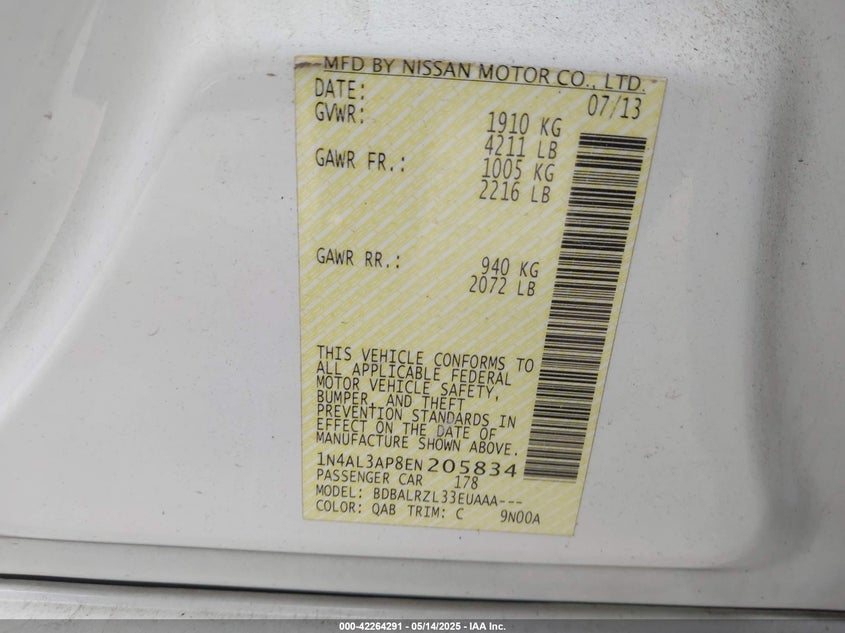 MFD BY NISSAN MOTOR CO., LTD.
DATE: 07/13
GVWR: 1910 KG
4211 LB
GAWR FR.: 1005 KG
2216 LB
GAWR RR.: 940 KG
2072 LB
THIS VEHICLE CONFORMS TO
ALL APPLICABLE FEDERAL
MOTOR VEHICLE SAFETY,
BUMPER, AND THEFT
PREVENTION STANDARDS IN
EFFECT ON THE DATE OF
MANUFACTURE SHOWN ABOVE.
1N4AL3AP8EN205834
PASSENGER CAR 178
MODEL: BDBALRZL33EUAAA---
COLOR: QAB TRIM: C 9N00A
000-42264291 - 05/14/2025 - IAA Inc.